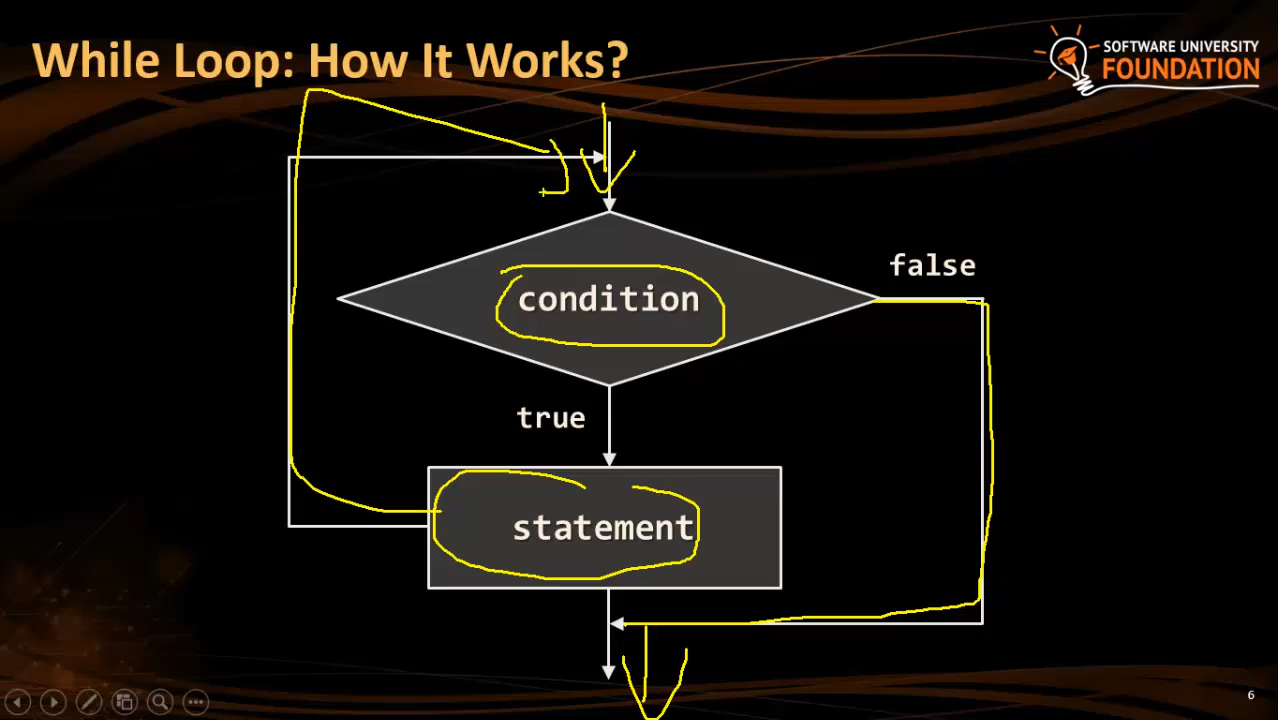 While Loop: How It Works?
SOFTWARE UNIVERSITY
FOUNDATION
condition
false
true
statement
6